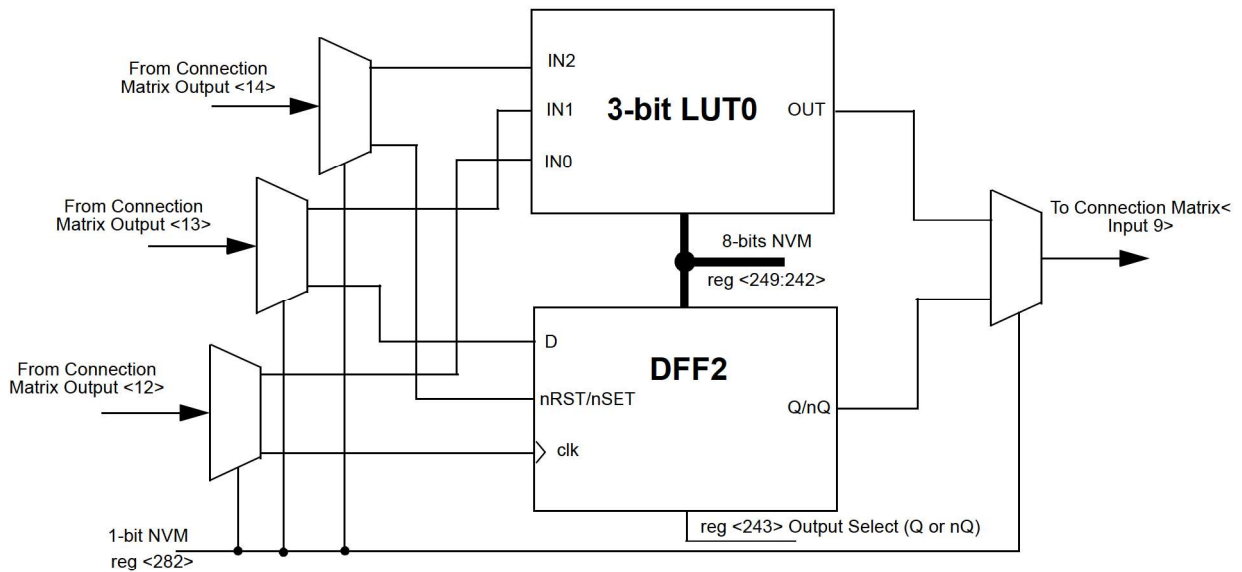 From Connection
Matrix Output <14>
From Connection
Matrix Output <13>
From Connection
Matrix Output <12>
1-bit NVM
reg <282>
IN2
IN1
IN0
3-bit LUT0
OUT
8-bits NVM
reg <249:242>
D
nRST/nSET
clk
DFF2
Q/nQ
reg <243> Output Select (Q or nQ)
To Connection Matrix<
Input 9>